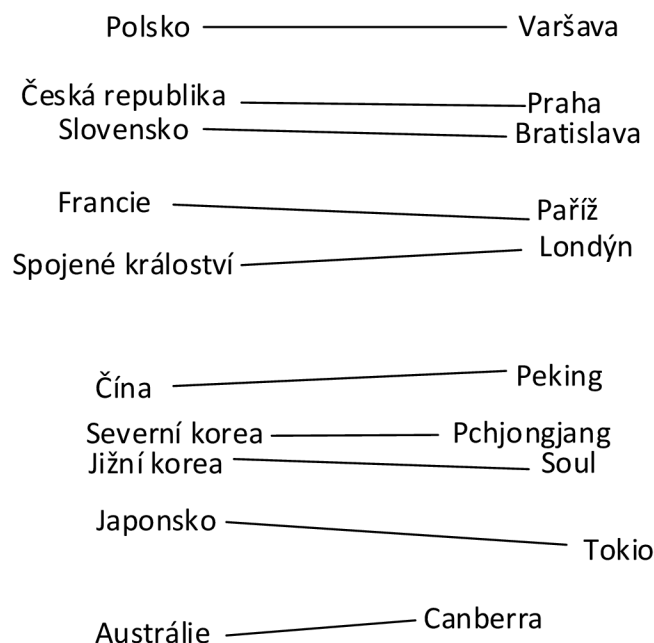 Polsko Varšava
Česká republika Praha
Slovensko Bratislava
Francie Paříž
Spojené králoství Londýn
Čína Peking
Severní korea Pchjongjang
Jižní korea Soul
Japonsko Tokio
Austrálie Canberra